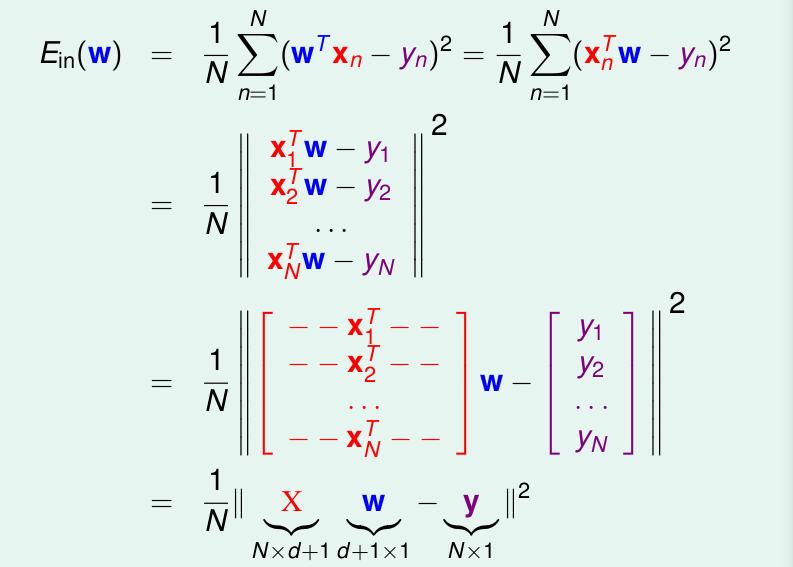 E_in(w) = 1/N ∑_{n=1}^{N} (w^T x_n − y_n)^2 = 1/N ∑_{n=1}^{N} (x_n^T w − y_n)^2
= 1/N ‖ x_1^T w − y_1
x_2^T w − y_2
. . .
x_N^T w − y_N ‖^2
= 1/N ‖ [ − − x_1^T − −
− − x_2^T − −
. . .
− − x_N^T − − ] w − [ y_1
y_2
. . .
y_N ] ‖^2
= 1/N ‖ X w − y ‖^2
N×d+1 d+1×1 N×1